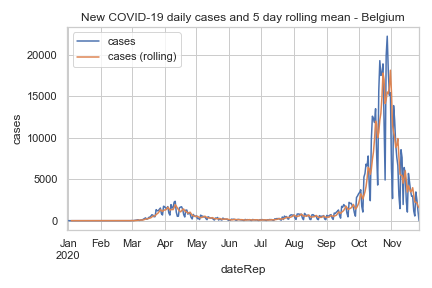 New COVID-19 daily cases and 5 day rolling mean - Belgium
cases
cases (rolling)
20000
15000
10000
5000
0
cases
Jan Feb Mar Apr May Jun Jul Aug Sep Oct Nov
2020
dateRep